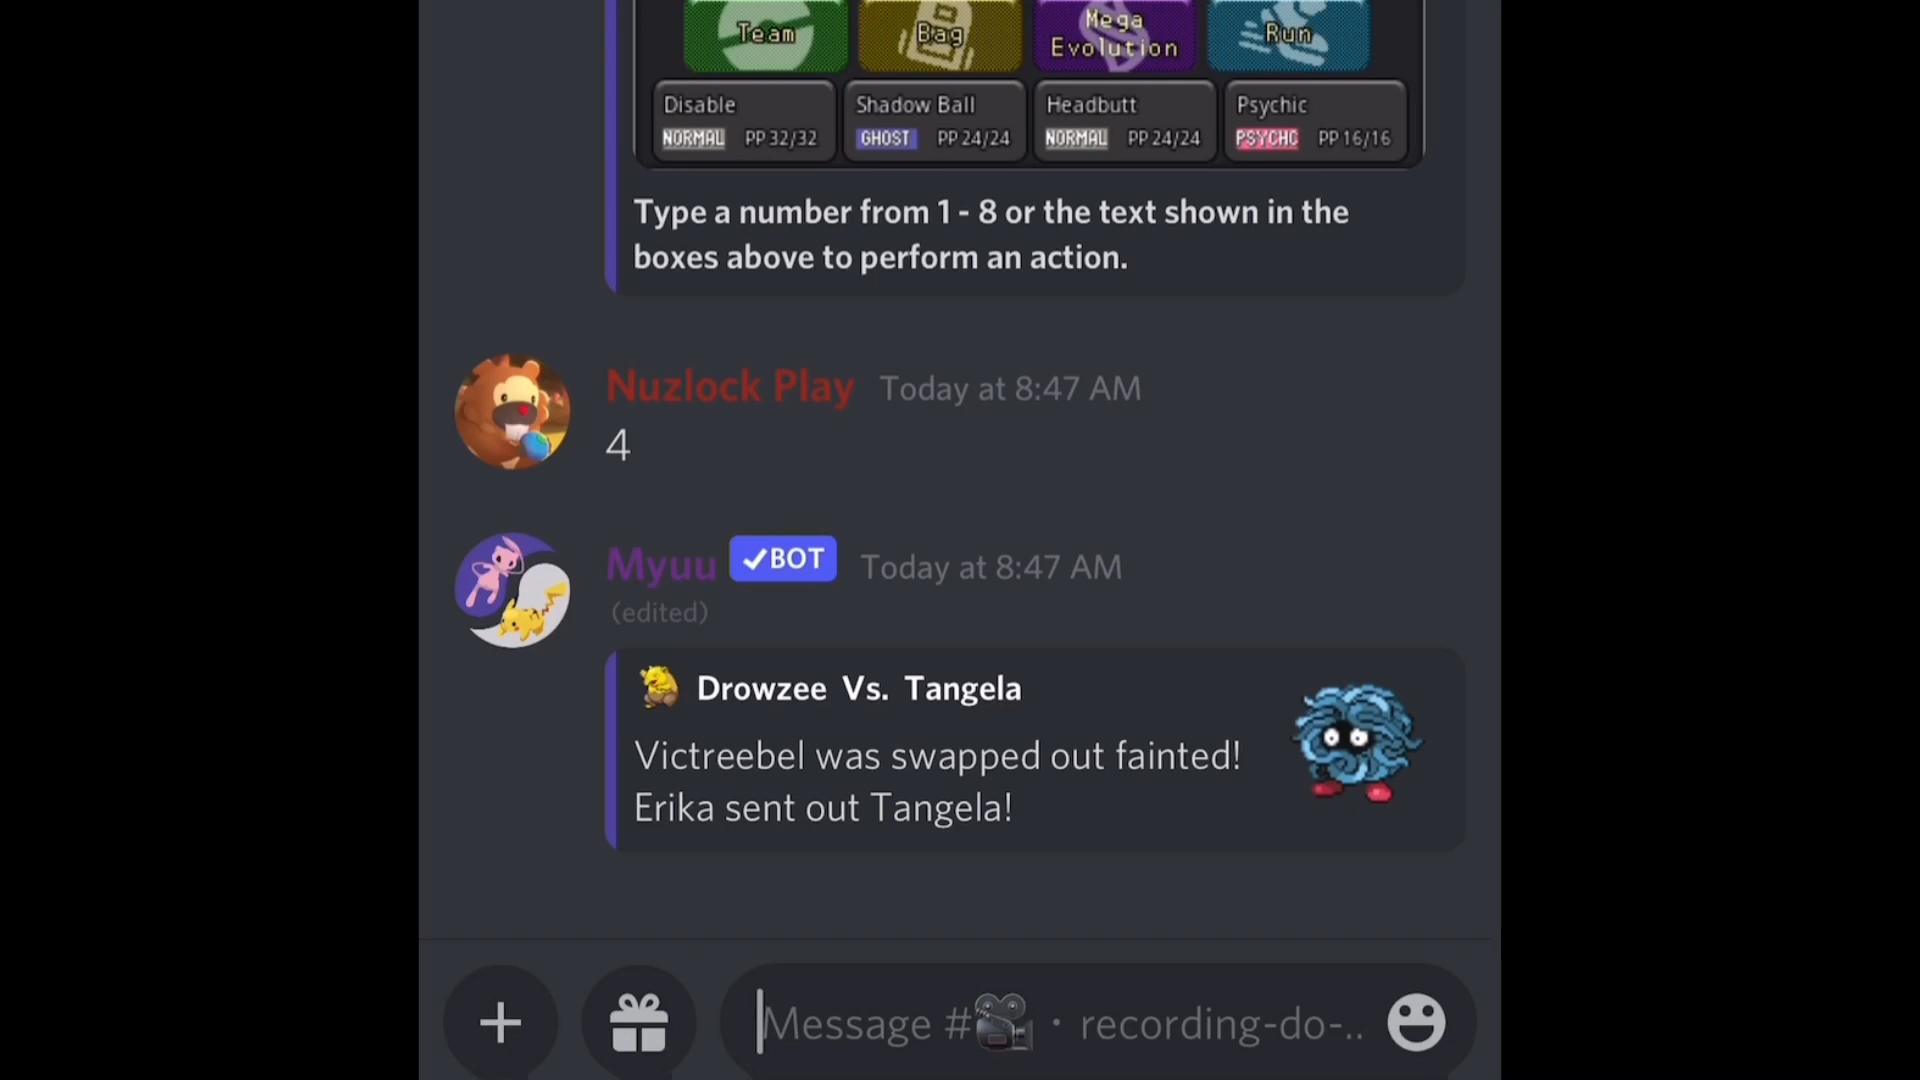 Team
Bag
Mega
Evolution
Run
Disable
NORMAL PP 32/32
Shadow Ball
GHOST PP 24/24
Headbutt
NORMAL PP 24/24
Psychic
PSYCHC PP 16/16
Type a number from 1 - 8 or the text shown in the
boxes above to perform an action.
Nuzlock Play Today at 8:47 AM
4
Myuu ✓BOT Today at 8:47 AM
(edited)
Drowzee Vs. Tangela
Victreebel was swapped out fainted!
Erika sent out Tangela!
Message #🎥 · recording-do-..